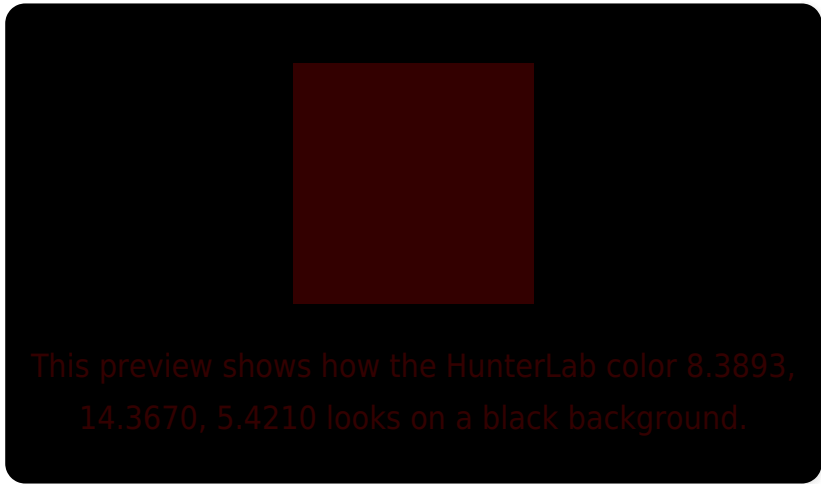 This preview shows how the HunterLab color 8.3893,
14.3670, 5.4210 looks on a black background.